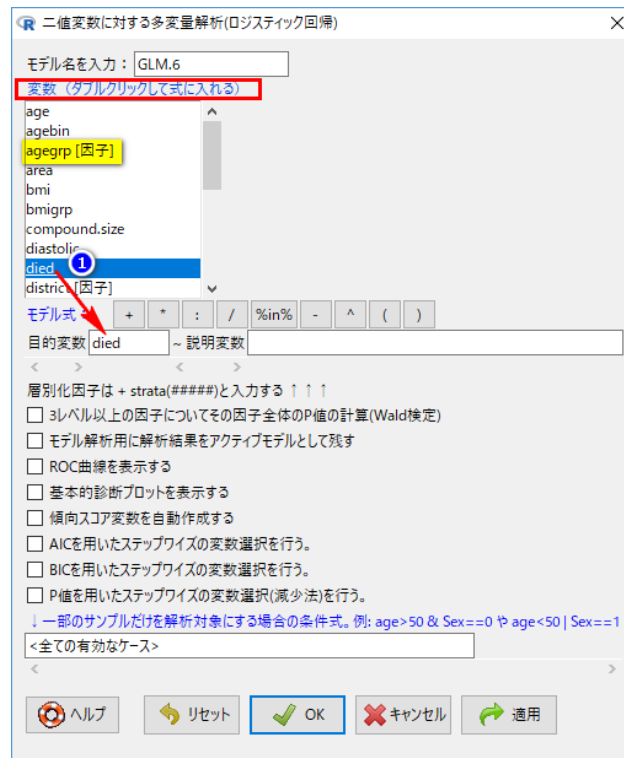 二値変数に対する多変量解析(ロジスティック回帰)
モデル名を入力： GLM.6
変数（ダブルクリックして式に入れる）
age
agebin
agegrp [因子]
area
bmi
bmigrp
compound.size
diastolic
died
district [因子]
1
モデル式： + * : / %in% - ^ ( )
目的変数 died ~ 説明変数
層別化因子は + strata(#####)と入力する ↑ ↑ ↑
3レベル以上の因子についてその因子全体のP値の計算(Wald検定)
モデル解析用に解析結果をアクティブモデルとして残す
ROC曲線を表示する
基本的診断プロットを表示する
傾向スコア変数を自動作成する
AICを用いたステップワイズの変数選択を行う。
BICを用いたステップワイズの変数選択を行う。
P値を用いたステップワイズの変数選択(減少法)を行う。
↓一部のサンプルだけを解析対象にする場合の条件式。例: age>50 & Sex==0 や age<50 | Sex==1
<全ての有効なケース>
ヘルプ リセット OK キャンセル 適用